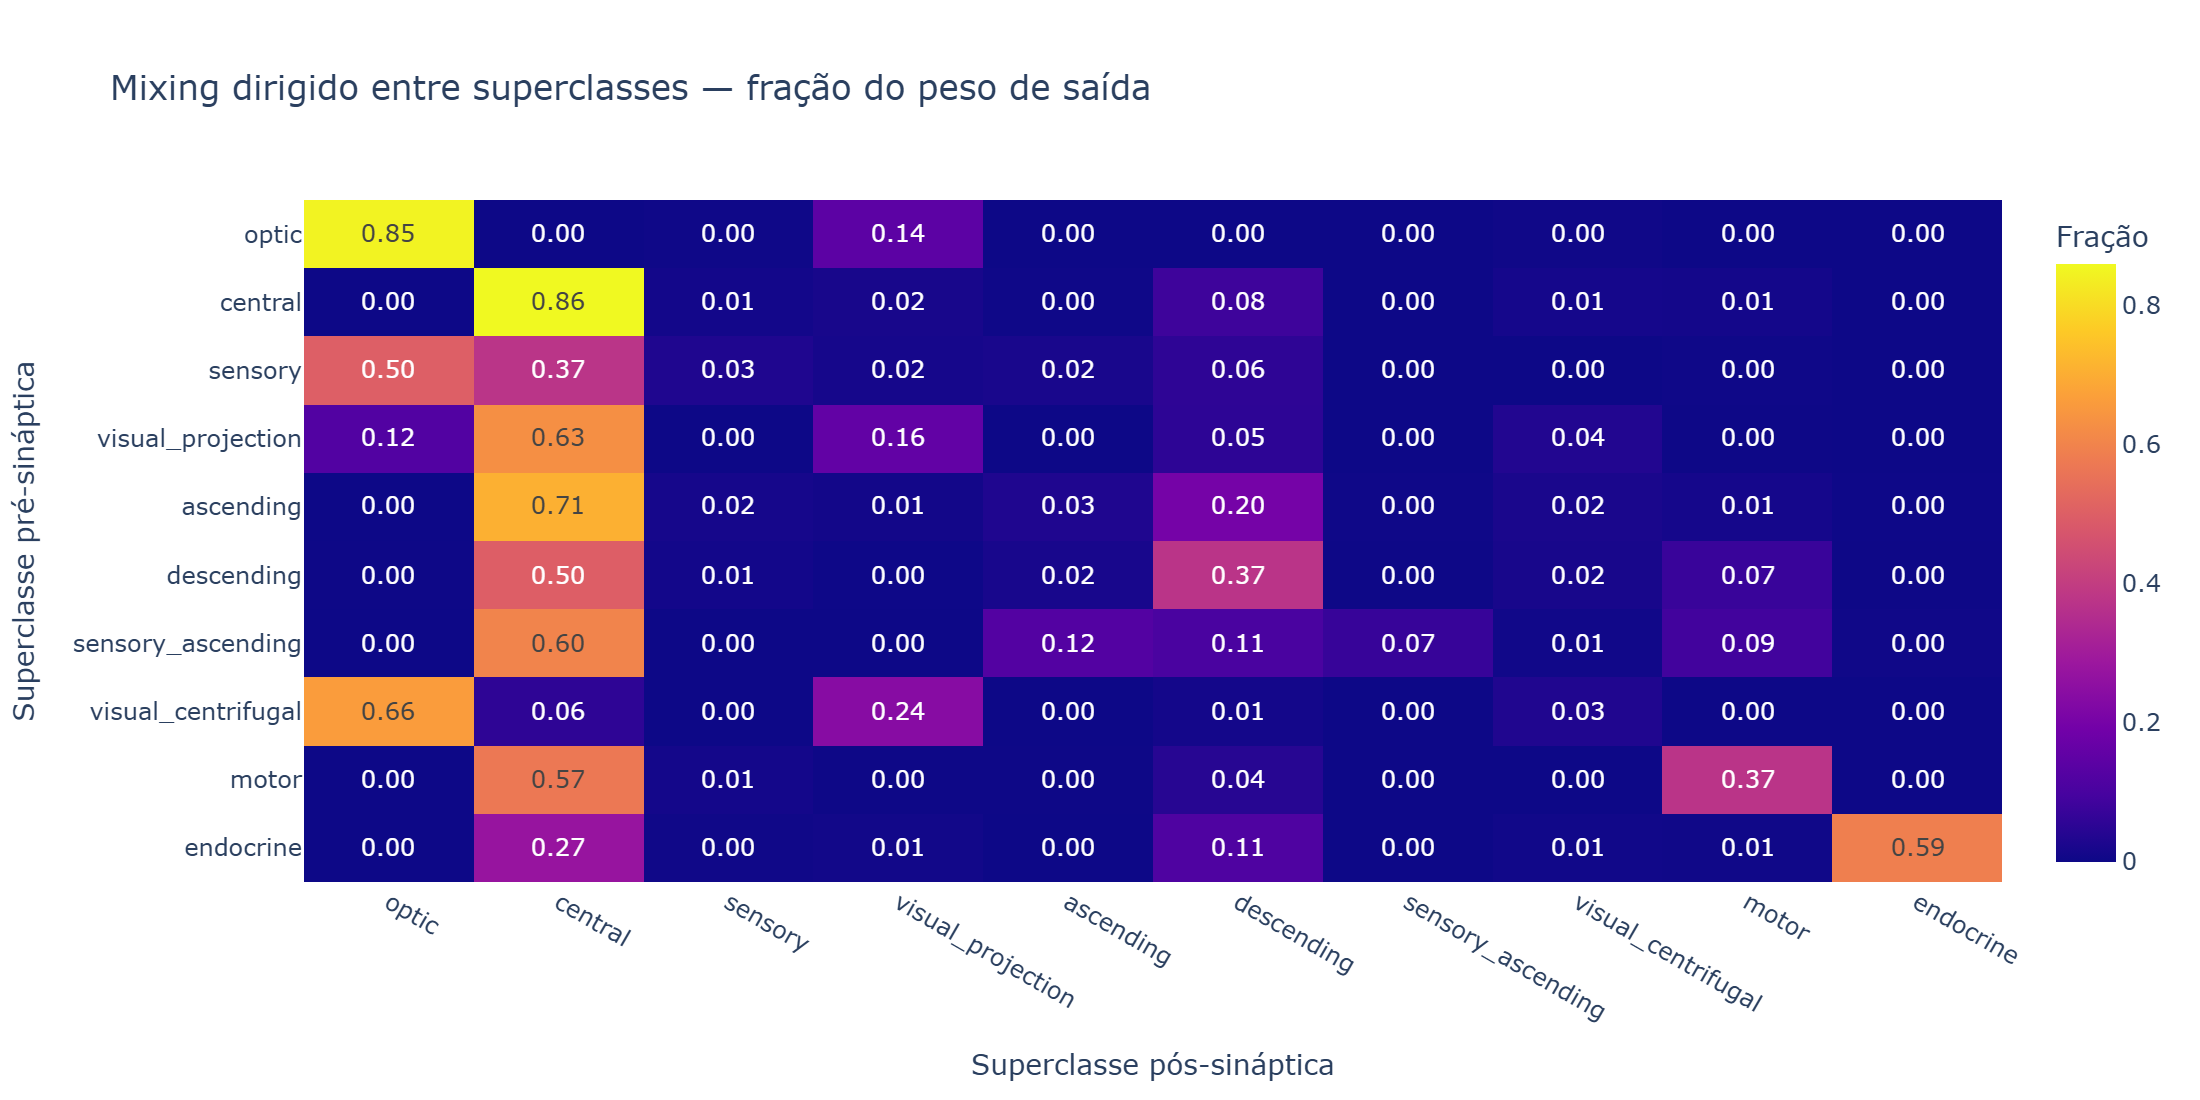 Mixing dirigido entre superclasses — fração do peso de saída
Fração
0.8
0.6
0.4
0.2
0
Superclasse pré-sináptica
optic 0.85 0.00 0.00 0.14 0.00 0.00 0.00 0.00 0.00 0.00
central 0.00 0.86 0.01 0.02 0.00 0.08 0.00 0.01 0.01 0.00
sensory 0.50 0.37 0.03 0.02 0.02 0.06 0.00 0.00 0.00 0.00
visual_projection 0.12 0.63 0.00 0.16 0.00 0.05 0.00 0.04 0.00 0.00
ascending 0.00 0.71 0.02 0.01 0.03 0.20 0.00 0.02 0.01 0.00
descending 0.00 0.50 0.01 0.00 0.02 0.37 0.00 0.02 0.07 0.00
sensory_ascending 0.00 0.60 0.00 0.00 0.12 0.11 0.07 0.01 0.09 0.00
visual_centrifugal 0.66 0.06 0.00 0.24 0.00 0.01 0.00 0.03 0.00 0.00
motor 0.00 0.57 0.01 0.00 0.00 0.04 0.00 0.00 0.37 0.00
endocrine 0.00 0.27 0.00 0.01 0.00 0.11 0.00 0.01 0.01 0.59
optic central sensory visual_projection ascending descending sensory_ascending visual_centrifugal motor endocrine
Superclasse pós-sináptica